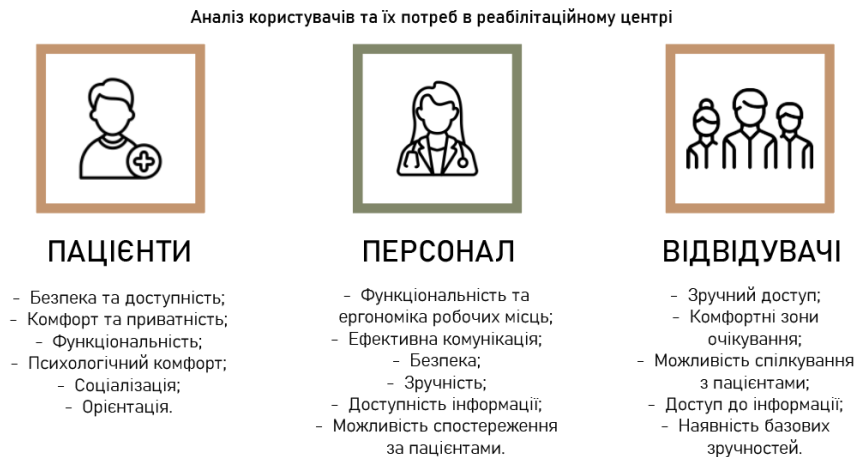 Аналіз користувачів та їх потреб в реабілітаційному центрі
ПАЦІЄНТИ
- Безпека та доступність;
- Комфорт та приватність;
- Функціональність;
- Психологічний комфорт;
- Соціалізація;
- Орієнтація.
ПЕРСОНАЛ
- Функціональність та
ергономіка робочих місць;
- Ефективна комунікація;
- Безпека;
- Зручність;
- Доступність інформації;
- Можливість спостереження
за пацієнтами.
ВІДВІДУВАЧІ
- Зручний доступ;
- Комфортні зони
очікування;
- Можливість спілкування
з пацієнтами;
- Доступ до інформації;
- Наявність базових
зручностей.